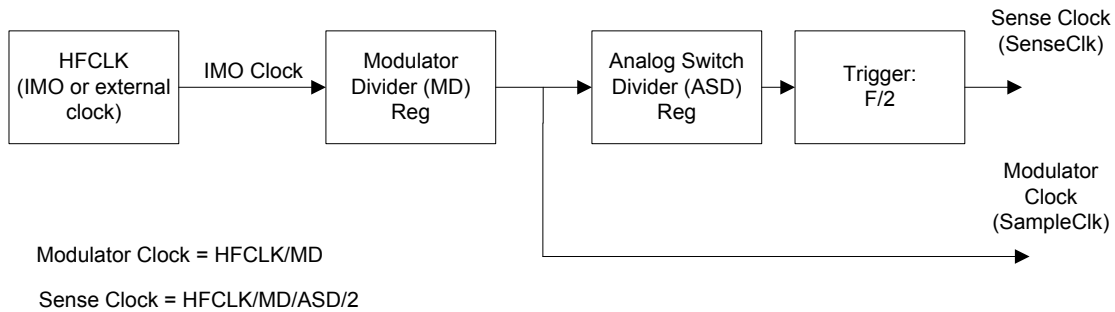 HFCLK
(IMO or external
clock)
IMO Clock
Modulator
Divider (MD)
Reg
Analog Switch
Divider (ASD)
Reg
Trigger:
F/2
Sense Clock
(SenseClk)
Modulator
Clock
(SampleClk)
Modulator Clock = HFCLK/MD
Sense Clock = HFCLK/MD/ASD/2